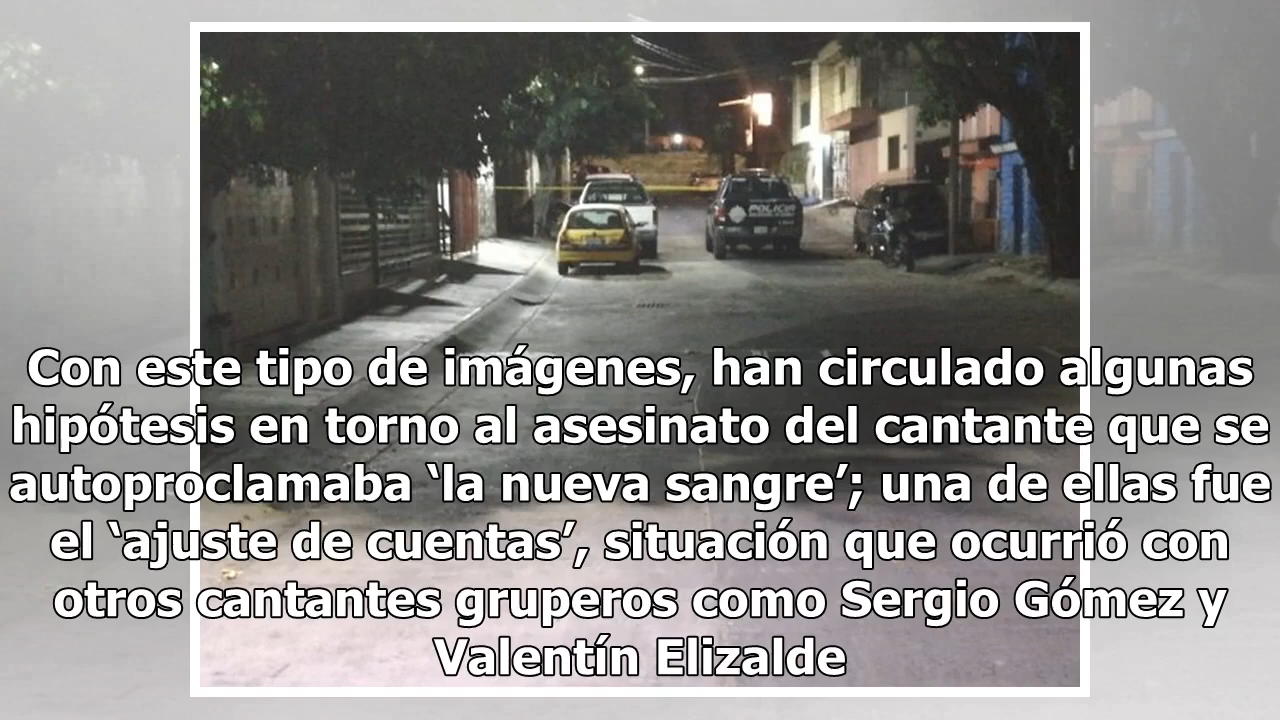 POLICIA
Con este tipo de imágenes, han circulado algunas
hipótesis en torno al asesinato del cantante que se
autoproclamaba ‘la nueva sangre’; una de ellas fue
el ‘ajuste de cuentas’, situación que ocurrió con
otros cantantes gruperos como Sergio Gómez y
Valentín Elizalde